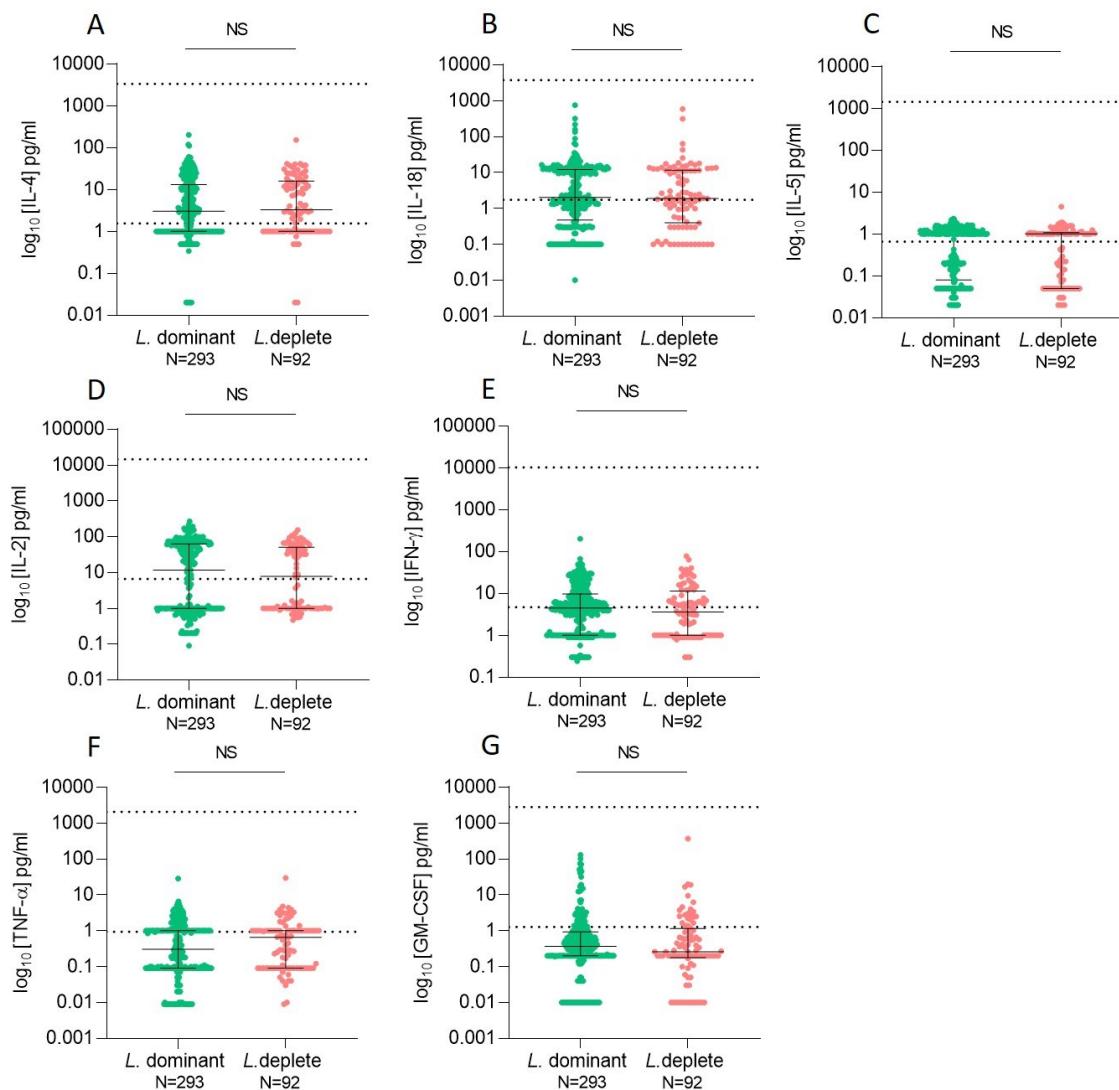 A
NS
log10 [IL-4] pg/ml
10000
1000
100
10
1
0.1
0.01
L. dominant
N=293
L.deplete
N=92
B
NS
log10 [IL-18] pg/ml
10000
1000
100
10
1
0.1
0.01
0.001
L. dominant
N=293
L.deplete
N=92
C
NS
log10 [IL-5] pg/ml
10000
1000
100
10
1
0.1
0.01
L. dominant
N=293
L.deplete
N=92
D
NS
log10 [IL-2] pg/ml
100000
10000
1000
100
10
1
0.1
0.01
L. dominant
N=293
L.deplete
N=92
E
NS
log10 [IFN-γ] pg/ml
100000
10000
1000
100
10
1
0.1
L. dominant
N=293
L.deplete
N=92
F
NS
log10 [TNF-α] pg/ml
10000
1000
100
10
1
0.1
0.01
0.001
L. dominant
N=293
L.deplete
N=92
G
NS
log10 [GM-CSF] pg/ml
10000
1000
100
10
1
0.1
0.01
0.001
L. dominant
N=293
L.deplete
N=92